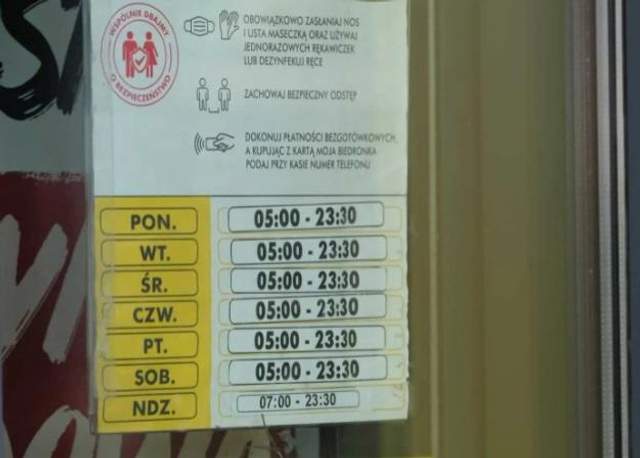 WSPÓLNIE DBAJMY
O BEZPIECZEŃSTWO
OBOWIĄZKOWO ZASŁANIAJ NOS
I USTA MASECZKĄ ORAZ UŻYWAJ
JEDNORAZOWYCH RĘKAWICZEK
LUB DEZYNFEKUJ RĘCE
ZACHOWAJ BEZPIECZNY ODSTĘP
DOKONUJ PŁATNOŚCI BEZGOTÓWKOWYCH,
A KUPUJĄC Z KARTĄ MOJA BIEDRONKA
PODAJ PRZY KASIE NUMER TELEFONU
PON. 05:00 - 23:30
WT. 05:00 - 23:30
ŚR. 05:00 - 23:30
CZW. 05:00 - 23:30
PT. 05:00 - 23:30
SOB. 05:00 - 23:30
NDZ. 07:00 - 23:30